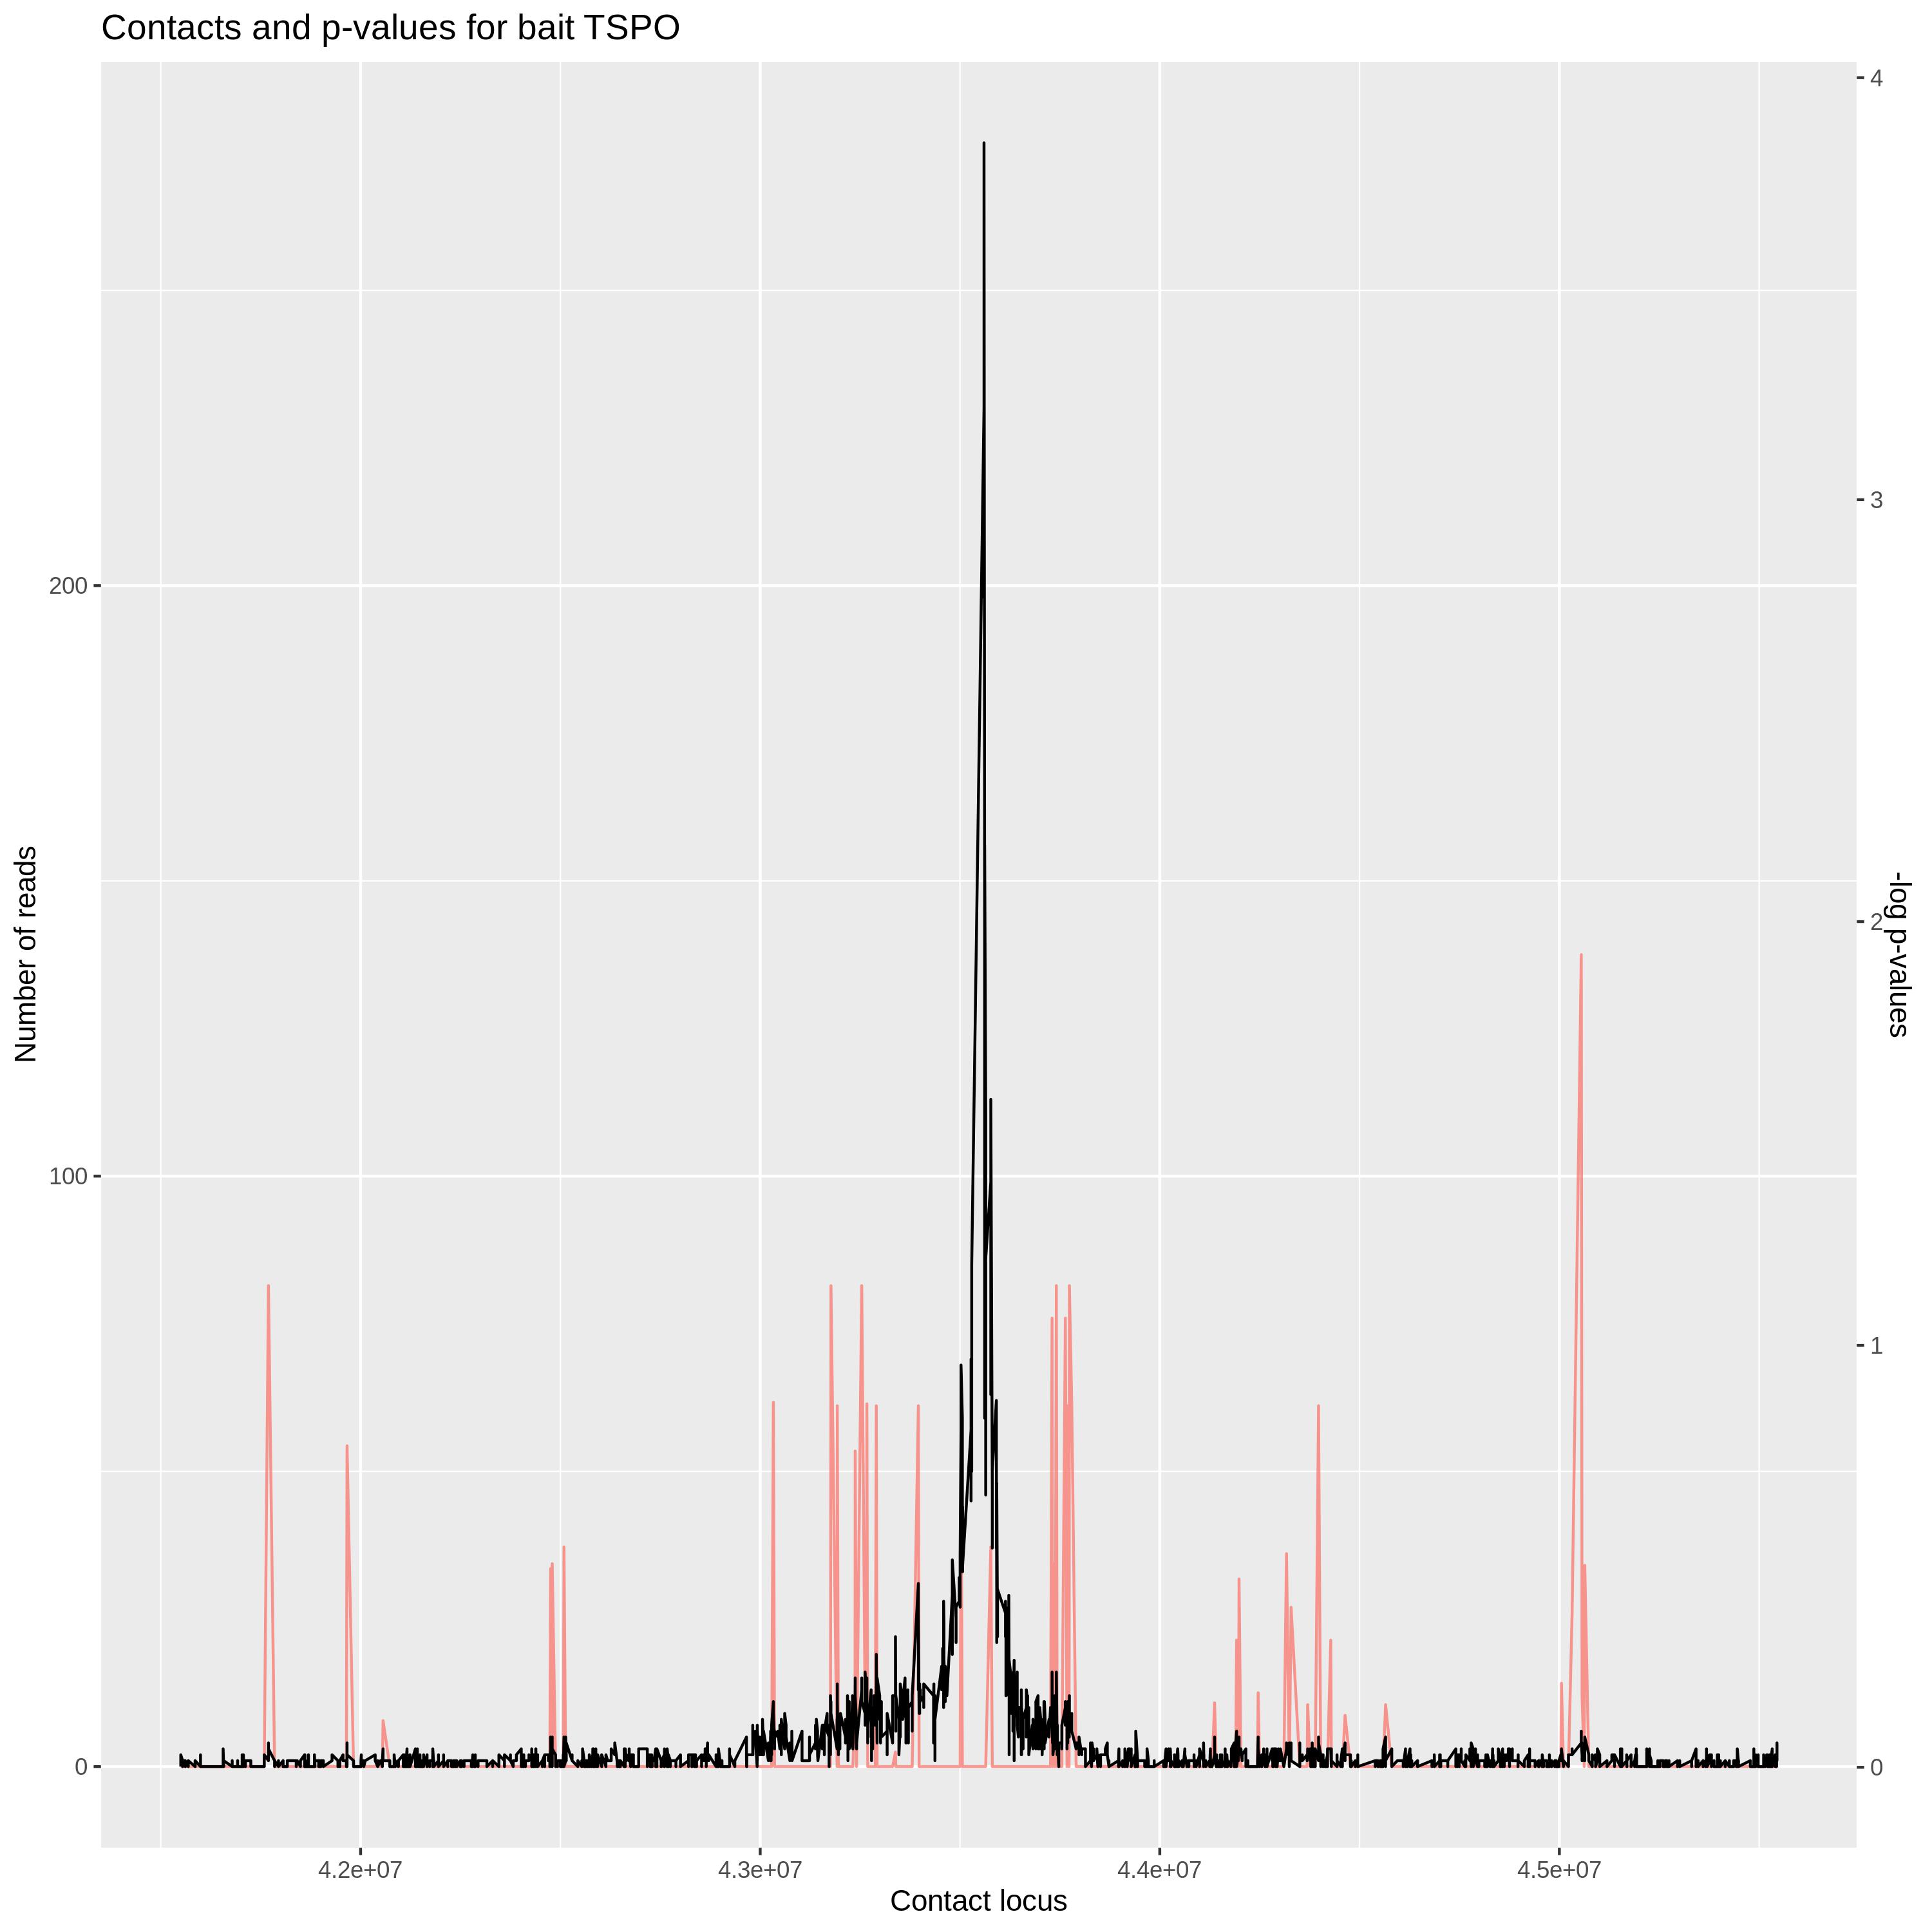 Contacts and p-values for bait TSPO
Number of reads
200
100
0
4
3
2
1
0
-log p-values
4.2e+07 4.3e+07 4.4e+07 4.5e+07
Contact locus